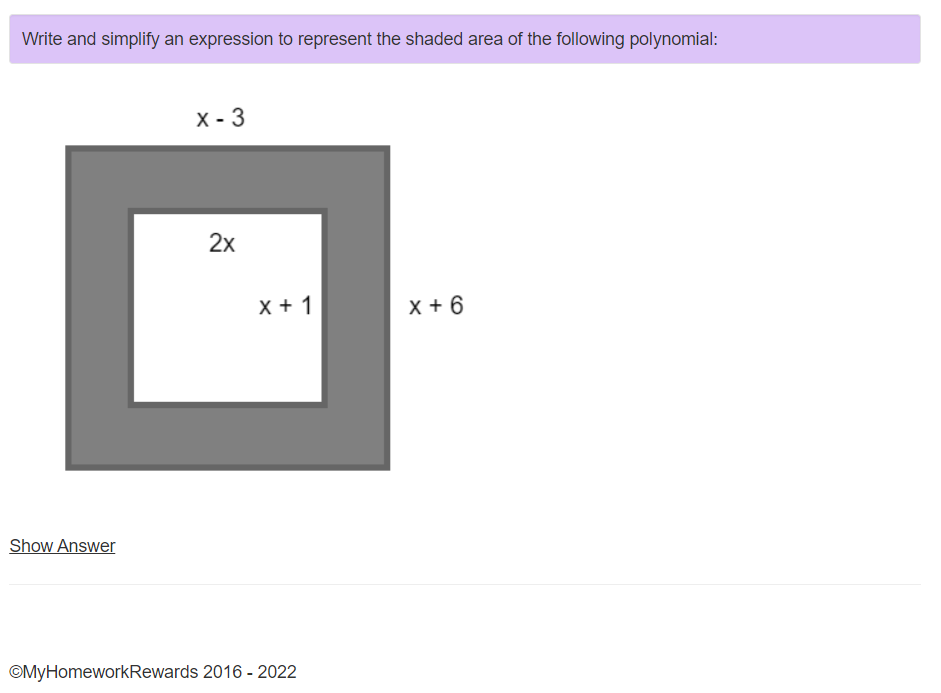 Write and simplify an expression to represent the shaded area of the following polynomial:
x - 3
2x
x + 1
x + 6
Show Answer
©MyHomeworkRewards 2016 - 2022